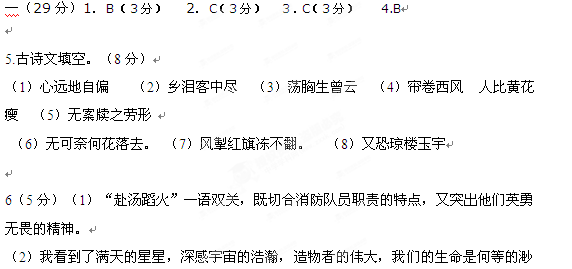 一（29 分）1. B（3分） 2. C（3分） 3.C（3分） 4.B
5.古诗文填空。（8 分）
（1）心远地自偏 （2）乡泪客中尽 （3）荡胸生曾云 （4）帘卷西风 人比黄花
瘦 （5）无案牍之劳形
（6）无可奈何花落去。（7）风掣红旗冻不翻。 （8）又恐琼楼玉宇
6（5 分）（1）“赴汤蹈火”一语双关，既切合消防队员职责的特点，又突出他们英勇
无畏的精神。
（2）我看到了满天的星星，深感宇宙的浩瀚，造物者的伟大，我们的生命是何等的渺